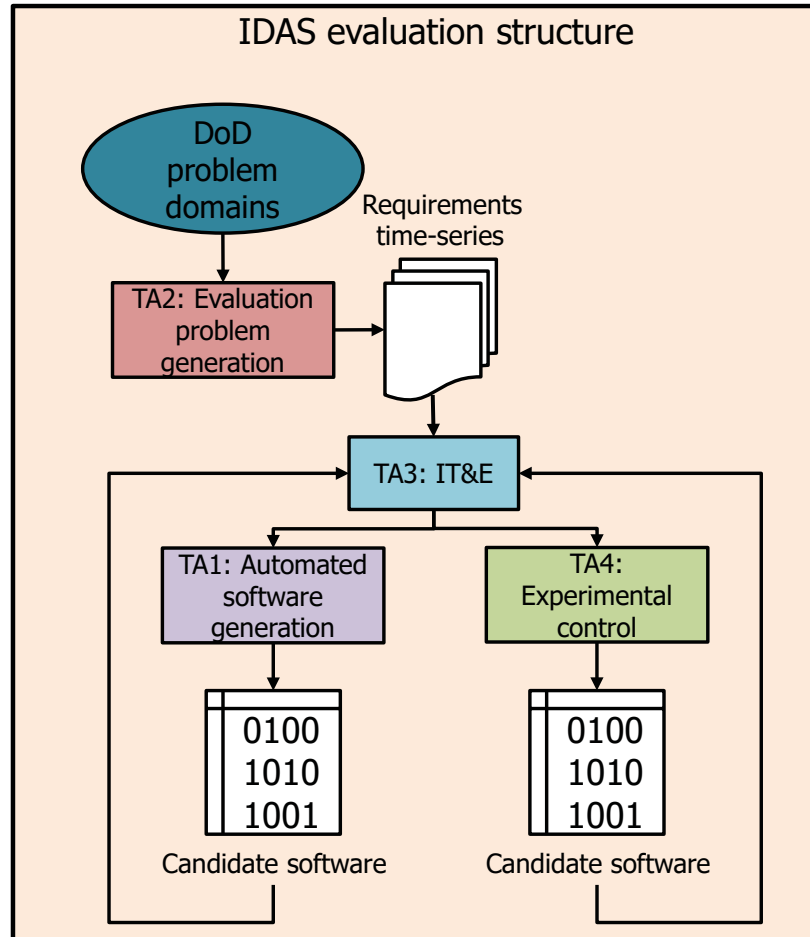 IDAS evaluation structure
DoD
problem
domains
Requirements
time-series
TA2: Evaluation
problem
generation
TA3: IT&E
TA1: Automated
software
generation
TA4:
Experimental
control
0100
1010
1001
Candidate software
0100
1010
1001
Candidate software